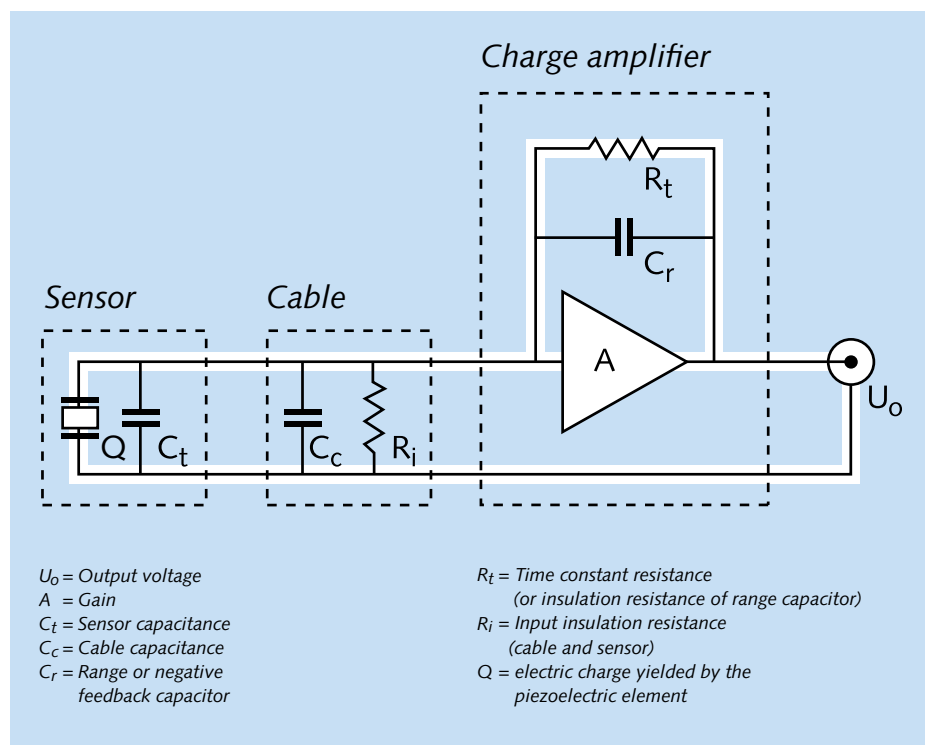 Charge amplifier
Rt
Cr
Sensor
Cable
A
Uo
Q
Ct
Cc
Ri
Uo = Output voltage
A = Gain
Ct = Sensor capacitance
Cc = Cable capacitance
Cr = Range or negative
feedback capacitor
Rt = Time constant resistance
(or insulation resistance of range capacitor)
Ri = Input insulation resistance
(cable and sensor)
Q = electric charge yielded by the
piezoelectric element